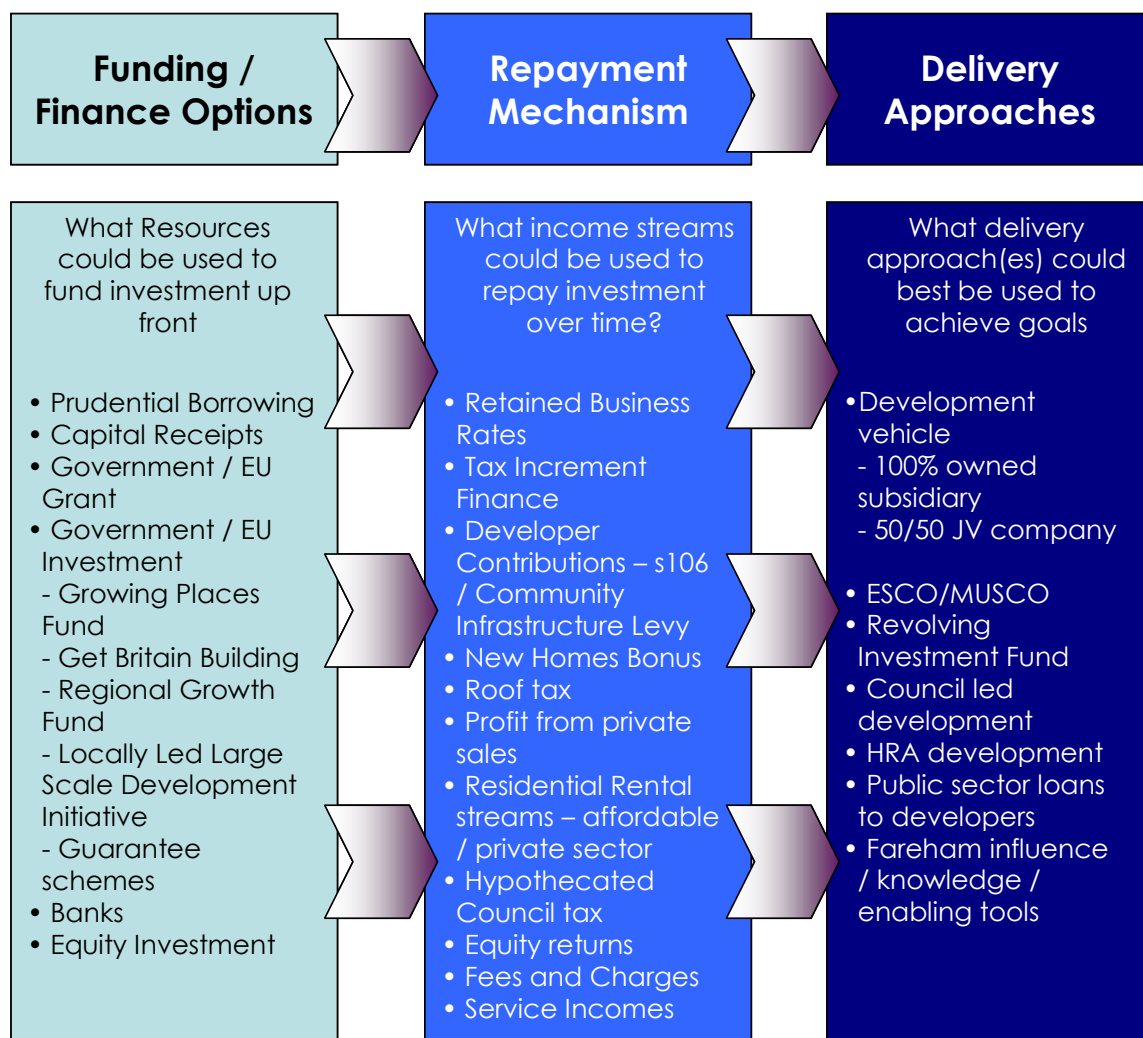 Funding /
Finance Options
Repayment
Mechanism
Delivery
Approaches
What Resources
could be used to
fund investment up
front
• Prudential Borrowing
• Capital Receipts
• Government / EU
Grant
• Government / EU
Investment
- Growing Places
Fund
- Get Britain Building
- Regional Growth
Fund
- Locally Led Large
Scale Development
Initiative
- Guarantee
schemes
• Banks
• Equity Investment
What income streams
could be used to
repay investment
over time?
• Retained Business
Rates
• Tax Increment
Finance
• Developer
Contributions – s106
/ Community
Infrastructure Levy
• New Homes Bonus
• Roof tax
• Profit from private
sales
• Residential Rental
streams – affordable
/ private sector
• Hypothecated
Council tax
• Equity returns
• Fees and Charges
• Service Incomes
What delivery
approach(es) could
best be used to
achieve goals
•Development
vehicle
- 100% owned
subsidiary
- 50/50 JV company
• ESCO/MUSCO
• Revolving
Investment Fund
• Council led
development
• HRA development
• Public sector loans
to developers
• Fareham influence
/ knowledge /
enabling tools